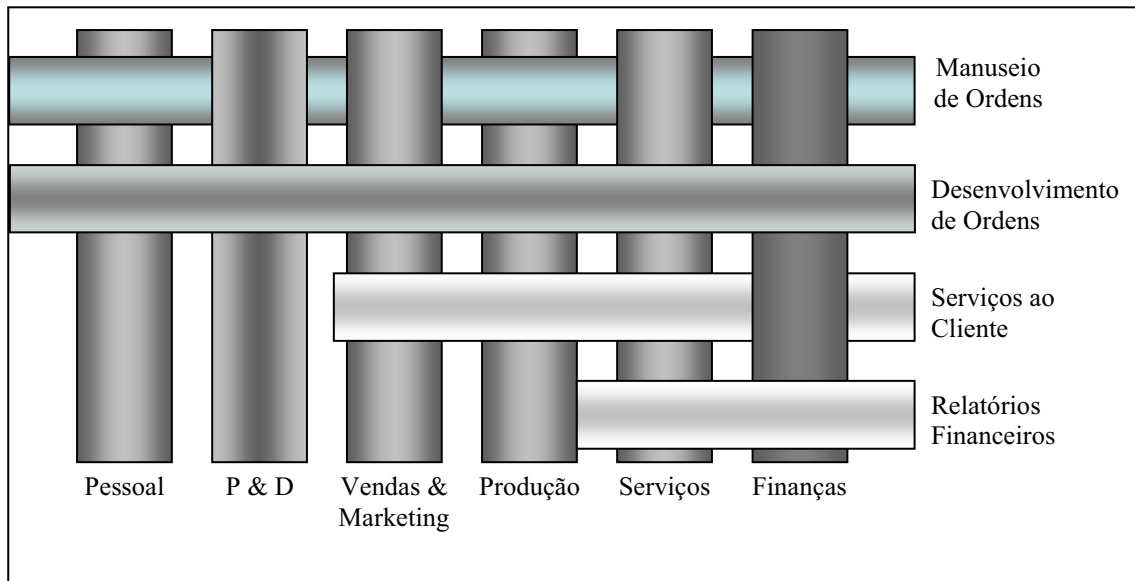 Manuseio
de Ordens
Desenvolvimento
de Ordens
Serviços ao
Cliente
Relatórios
Financeiros
Pessoal
P & D
Vendas &
Marketing
Produção
Serviços
Finanças